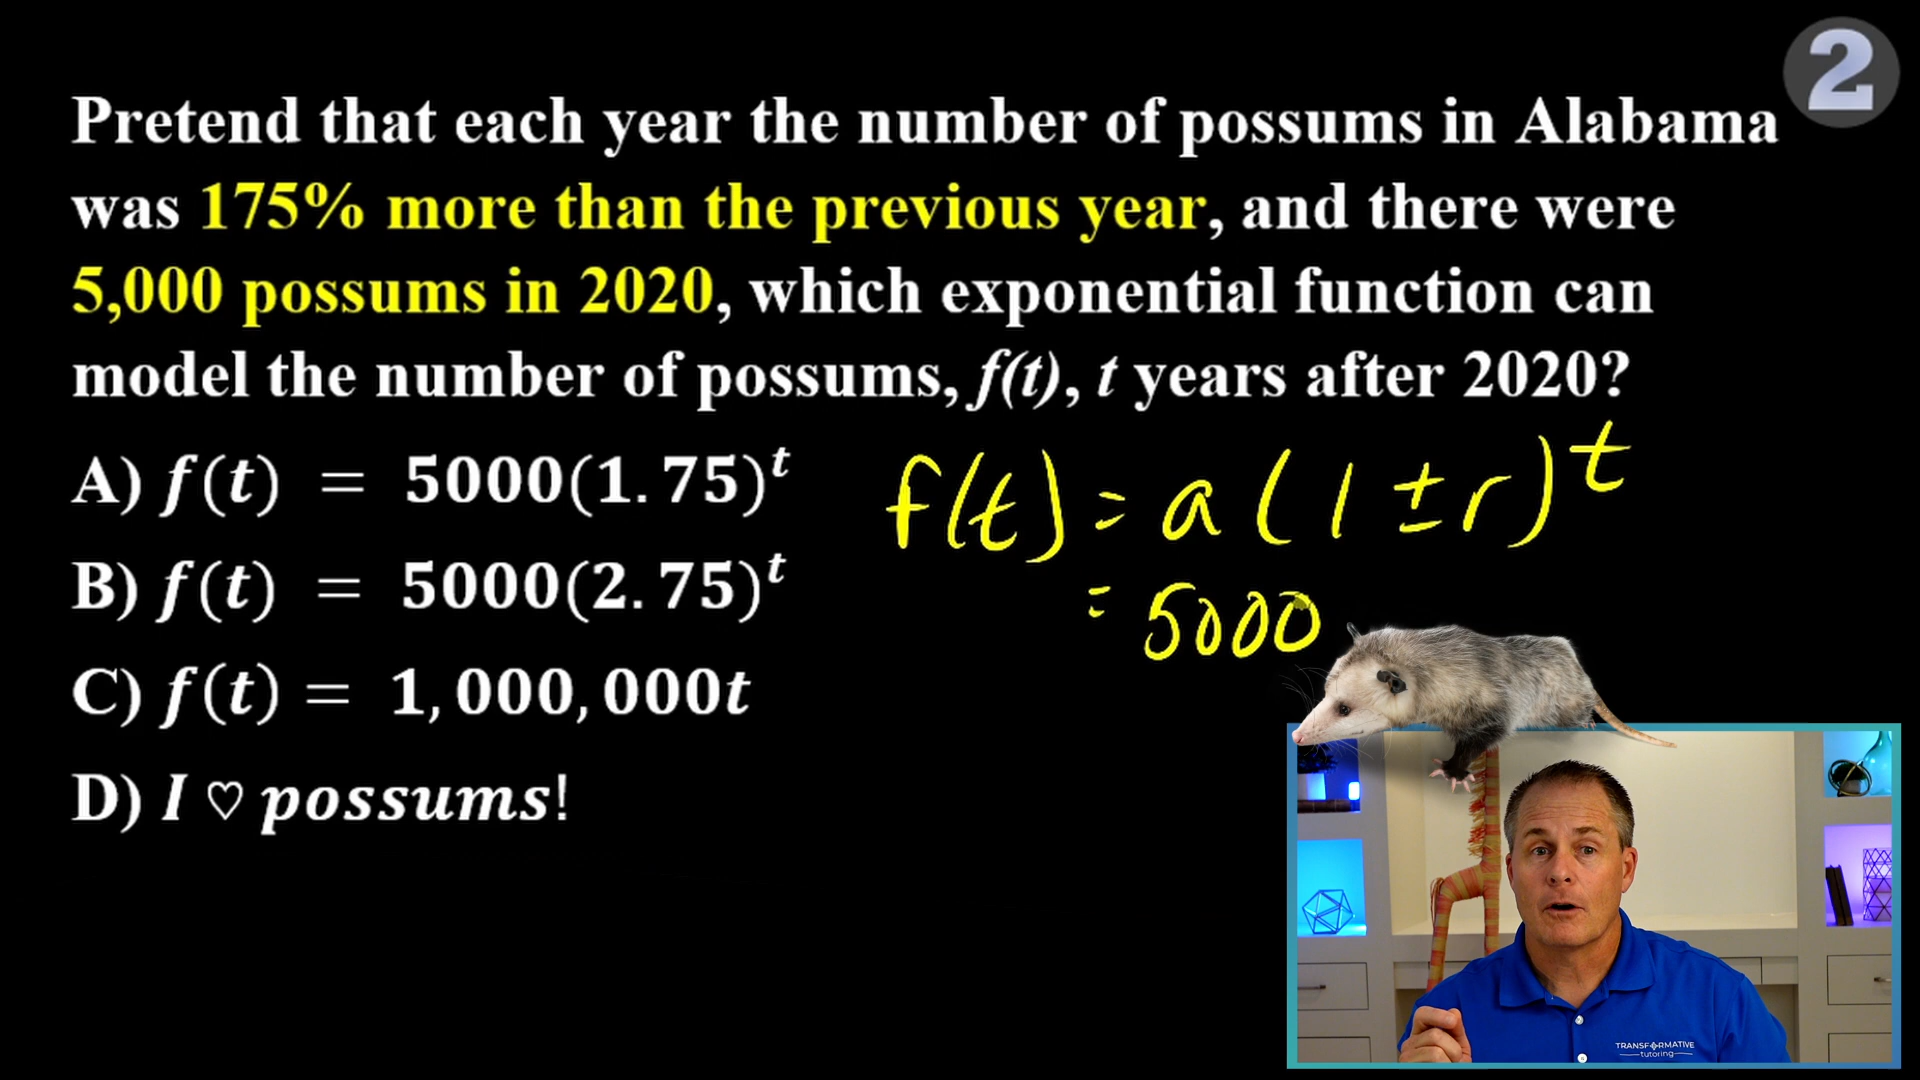 2
Pretend that each year the number of possums in Alabama
was 175% more than the previous year, and there were
5,000 possums in 2020, which exponential function can
model the number of possums, f(t), t years after 2020?
A) f(t) = 5000(1.75)^t
B) f(t) = 5000(2.75)^t
C) f(t) = 1,000,000t
D) I ♡ possums!
f(t) = a(1 ± r)^t
= 5000
TRANSFORMATIVE
tutoring